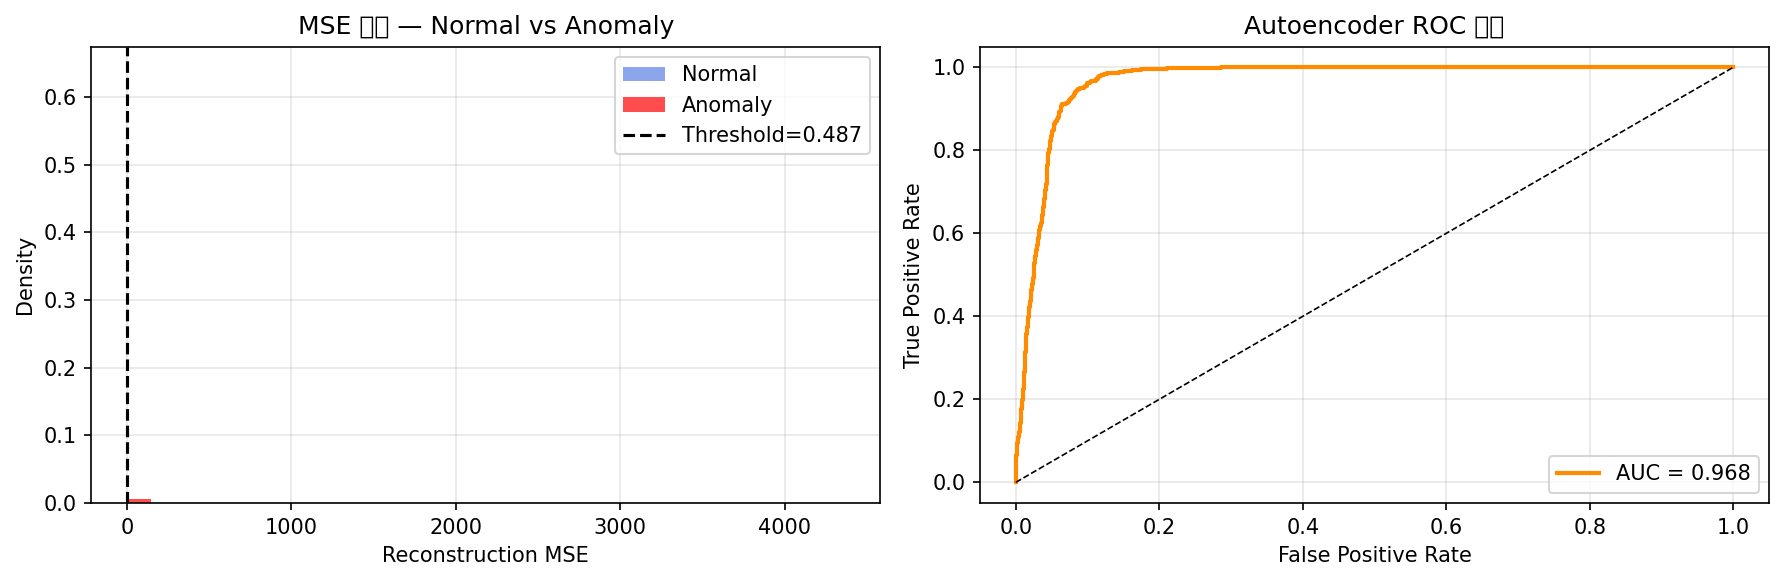 MSE — Normal vs Anomaly
Normal
Anomaly
Threshold=0.487
0.6
0.5
0.4
0.3
0.2
0.1
0.0
Density
0
1000
2000
3000
4000
Reconstruction MSE
Autoencoder ROC
1.0
0.8
0.6
0.4
0.2
0.0
True Positive Rate
AUC = 0.968
0.0
0.2
0.4
0.6
0.8
1.0
False Positive Rate